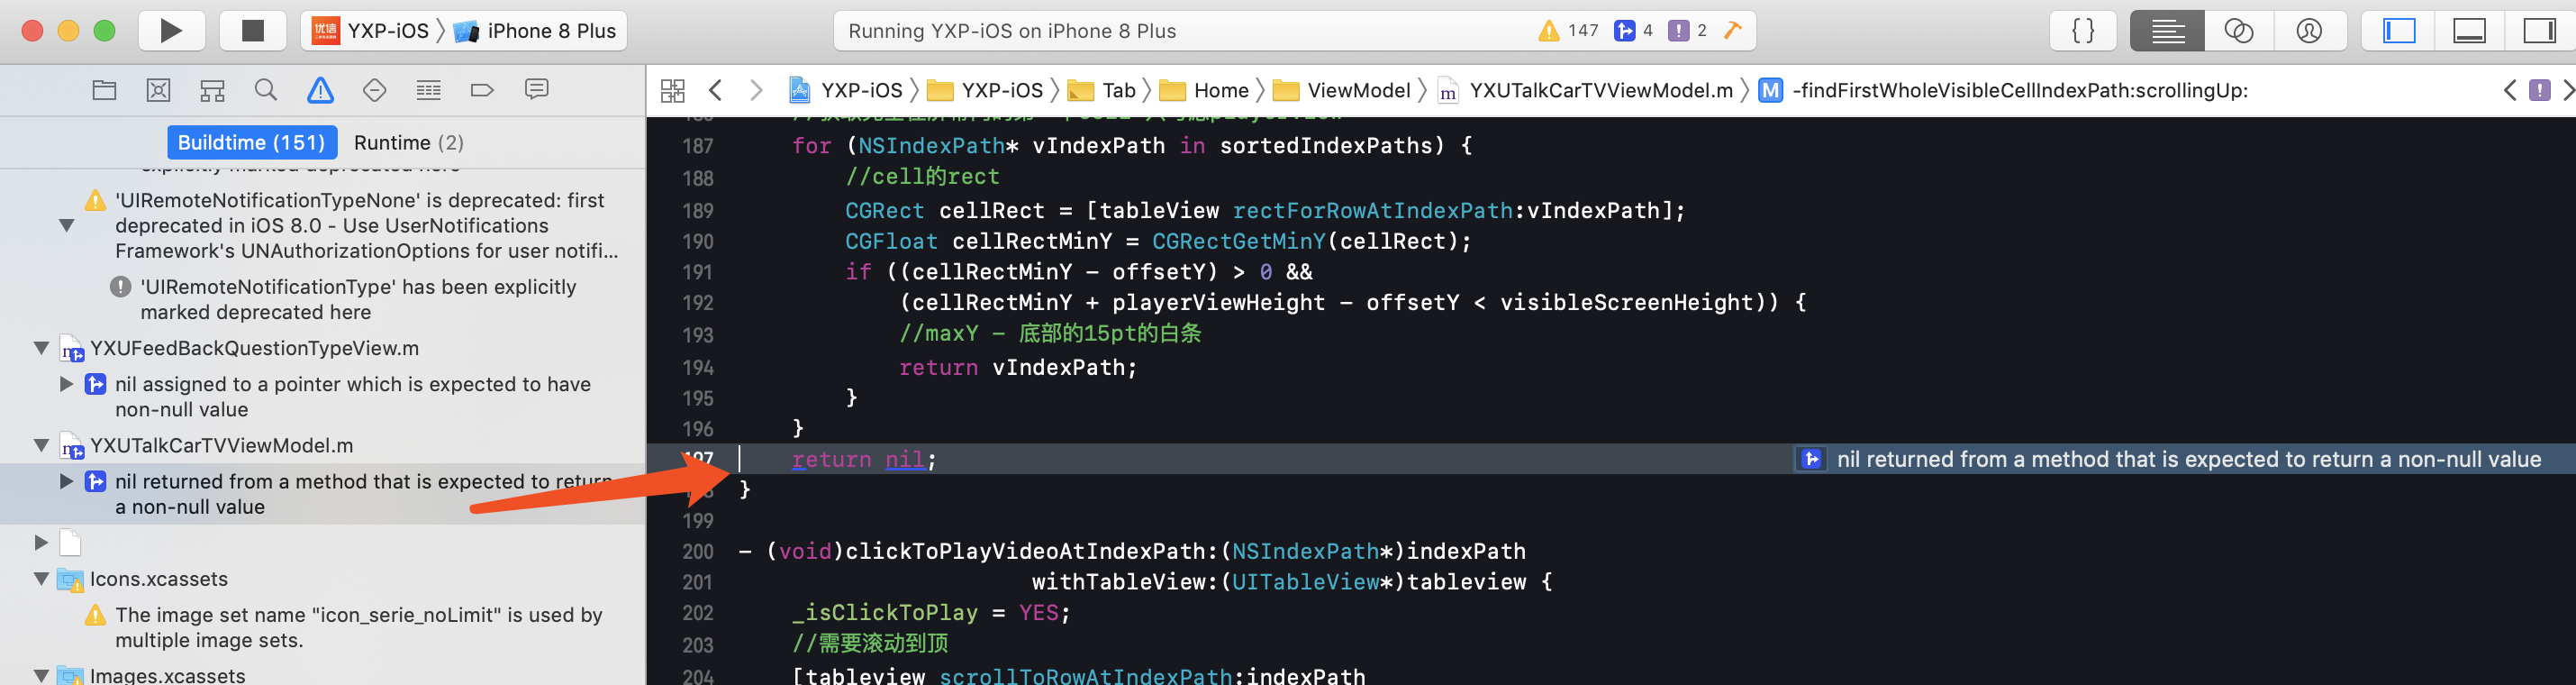 YXP-iOS
iPhone 8 Plus
Running YXP-iOS on iPhone 8 Plus
147
4
2
{ }
Buildtime (151)
Runtime (2)
explicitly marked deprecated here
'UIRemoteNotificationTypeNone' is deprecated: first
deprecated in iOS 8.0 - Use UserNotifications
Framework's UNAuthorizationOptions for user notifi...
'UIRemoteNotificationType' has been explicitly
marked deprecated here
YXUFeedBackQuestionTypeView.m
nil assigned to a pointer which is expected to have
non-null value
YXUTalkCarTVViewModel.m
nil returned from a method that is expected to return
a non-null value
Icons.xcassets
The image set name "icon_serie_noLimit" is used by
multiple image sets.
Images.xcassets
YXP-iOS
YXP-iOS
Tab
Home
ViewModel
YXUTalkCarTVViewModel.m
M -findFirstWholeVisibleCellIndexPath:scrollingUp:
187 for (NSIndexPath* vIndexPath in sortedIndexPaths) {
188 //cell的rect
189 CGRect cellRect = [tableView rectForRowAtIndexPath:vIndexPath];
190 CGFloat cellRectMinY = CGRectGetMinY(cellRect);
191 if ((cellRectMinY - offsetY) > 0 &&
192 (cellRectMinY + playerViewHeight - offsetY < visibleScreenHeight)) {
193 //maxY - 底部的15pt的白条
194 return vIndexPath;
195 }
196 }
197 return nil;
nil returned from a method that is expected to return a non-null value
198 }
199
200 - (void)clickToPlayVideoAtIndexPath:(NSIndexPath*)indexPath
201 withTableView:(UITableView*)tableview {
202 _isClickToPlay = YES;
203 //需要滚动到顶
204 [tableview scrollToRowAtIndexPath:indexPath